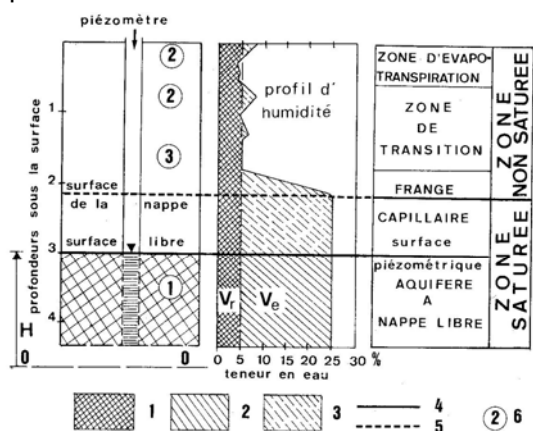 piézomètre
profondeurs sous la surface
1
2
3
4
H
0
0
2
2
3
surface
de la
nappe
surface
libre
1
profil d'
humidité
Vr
Ve
0 5 10 15 20 25 30 %
teneur en eau
ZONE D'EVAPO-
TRANSPIRATION
ZONE
DE
TRANSITION
FRANGE
CAPILLAIRE
surface
piézométrique
AQUIFERE
A
NAPPE LIBRE
ZONE
NON SATUREE
ZONE
SATUREE
1
2
3
4
5
2 6